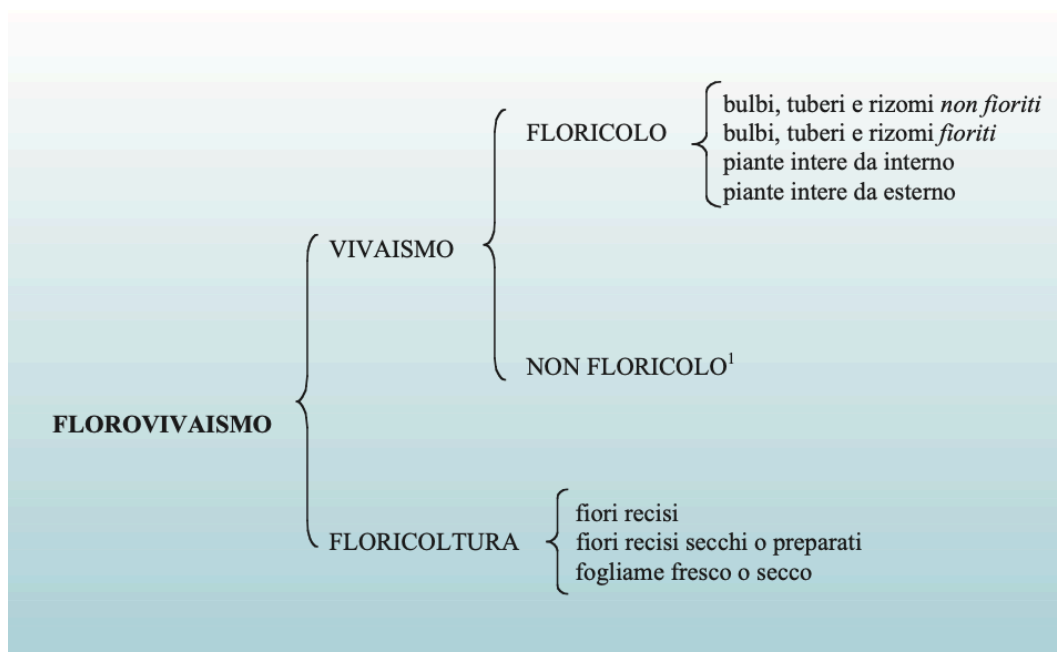 FLOROVIVAISMO
VIVAISMO
FLORICOLO
bulbi, tuberi e rizomi non fioriti
bulbi, tuberi e rizomi fioriti
piante intere da interno
piante intere da esterno
NON FLORICOLO¹
FLORICOLTURA
fiori recisi
fiori recisi secchi o preparati
fogliame fresco o secco